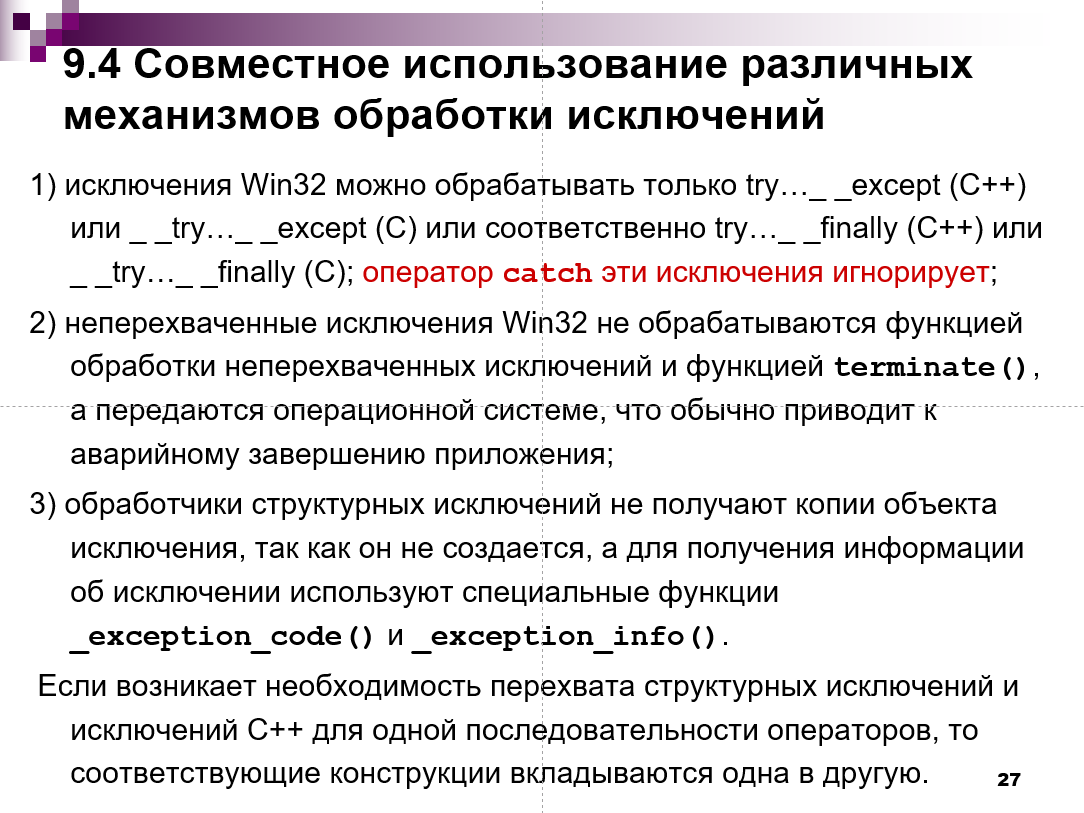 9.4 Совместное использование различных
механизмов обработки исключений
1) исключения Win32 можно обрабатывать только try…_ _except (C++)
или _ _try…_ _except (C) или соответственно try…_ _finally (C++) или
_ _try…_ _finally (C); оператор catch эти исключения игнорирует;
2) неперехваченные исключения Win32 не обрабатываются функцией
обработки неперехваченных исключений и функцией terminate(),
а передаются операционной системе, что обычно приводит к
аварийному завершению приложения;
3) обработчики структурных исключений не получают копии объекта
исключения, так как он не создается, а для получения информации
об исключении используют специальные функции
_exception_code() и _exception_info().
Если возникает необходимость перехвата структурных исключений и
исключений C++ для одной последовательности операторов, то
соответствующие конструкции вкладываются одна в другую.
27